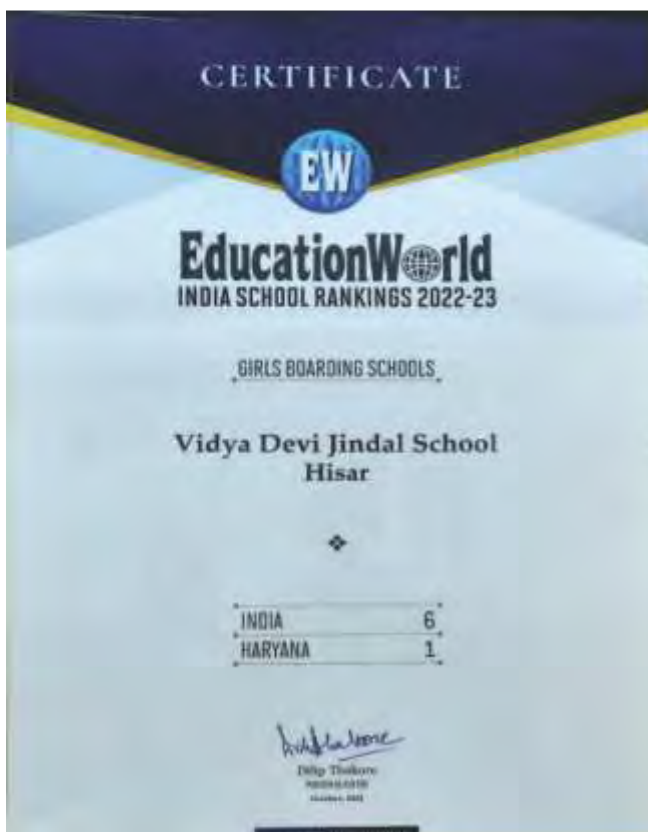 CERTIFICATE
EW
EducationWorld
INDIA SCHOOL RANKINGS 2022-23
GIRLS BOARDING SCHOOLS
Vidya Devi Jindal School
Hisar
INDIA 6
HARYANA 1
Dilip Thakore